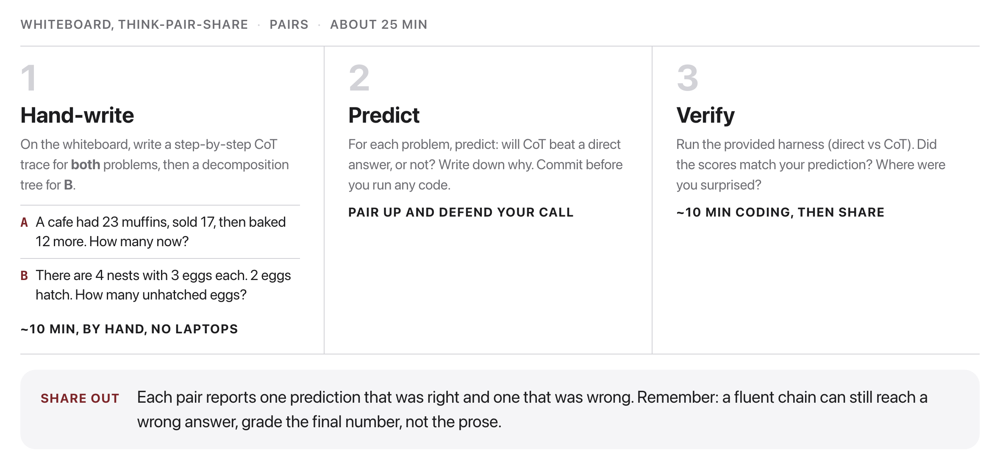 WHITEBOARD, THINK-PAIR-SHARE · PAIRS · ABOUT 25 MIN
1
Hand-write
On the whiteboard, write a step-by-step CoT
trace for both problems, then a decomposition
tree for B.
A A cafe had 23 muffins, sold 17, then baked
12 more. How many now?
B There are 4 nests with 3 eggs each. 2 eggs
hatch. How many unhatched eggs?
~10 MIN, BY HAND, NO LAPTOPS
2
Predict
For each problem, predict: will CoT beat a direct
answer, or not? Write down why. Commit before
you run any code.
PAIR UP AND DEFEND YOUR CALL
3
Verify
Run the provided harness (direct vs CoT). Did
the scores match your prediction? Where were
you surprised?
~10 MIN CODING, THEN SHARE
SHARE OUT Each pair reports one prediction that was right and one that was wrong. Remember: a fluent chain can still reach a
wrong answer, grade the final number, not the prose.